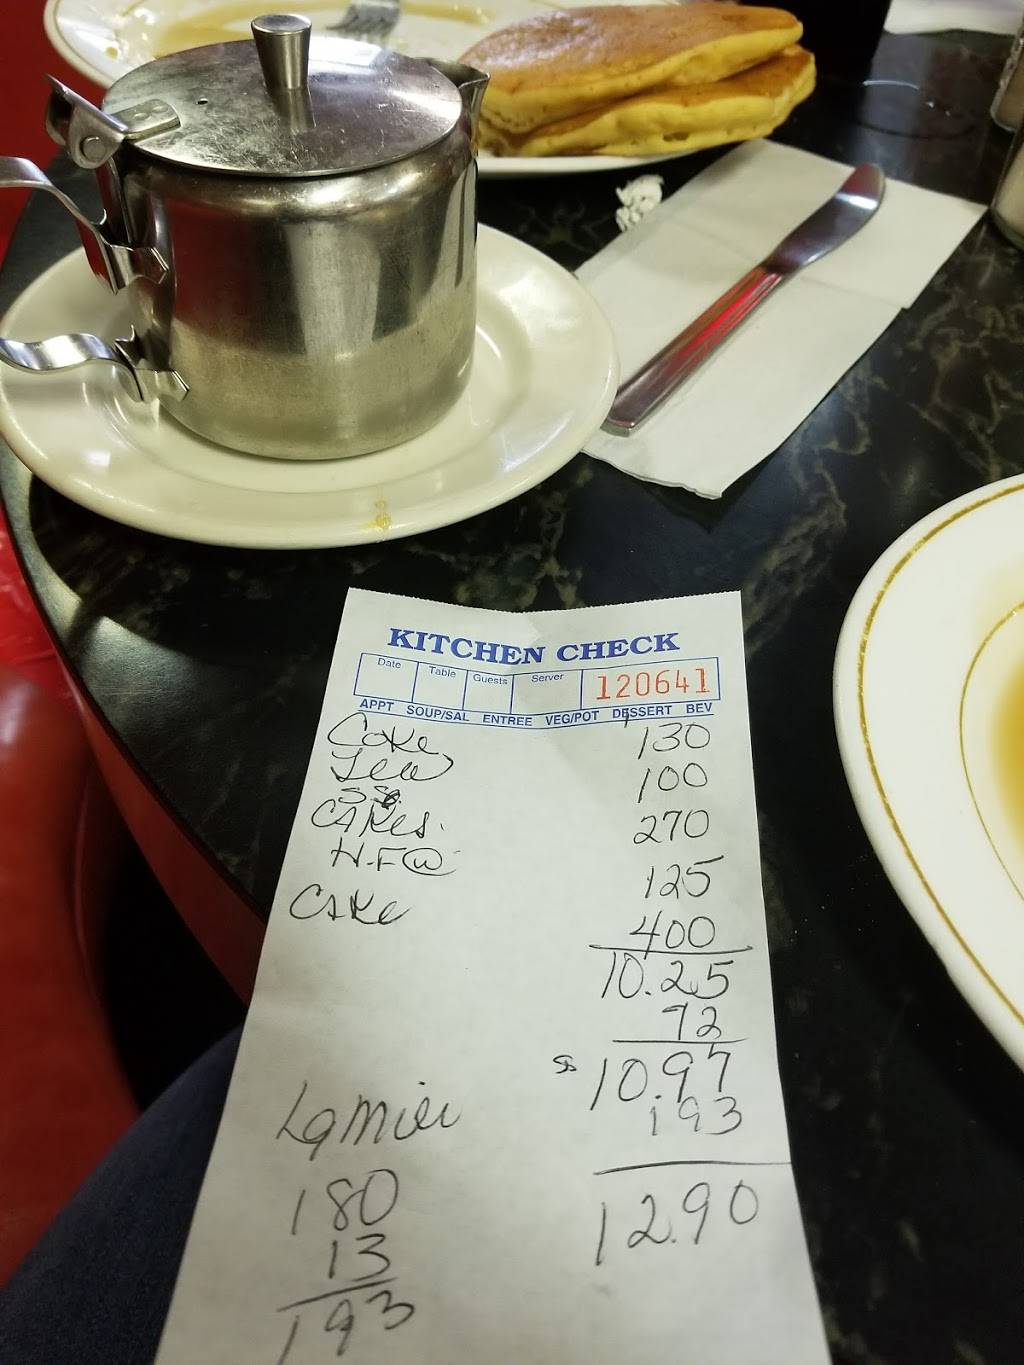 KITCHEN CHECK
Date Table Guests Server 120641
APPT SOUP/SAL ENTREE VEG/POT DESSERT BEV
Coke 130
Tea 100
SS
CAKes. 270
H.F@ 125
CAKe 400
10.25
72
10.97
193
180
12.90
13
193